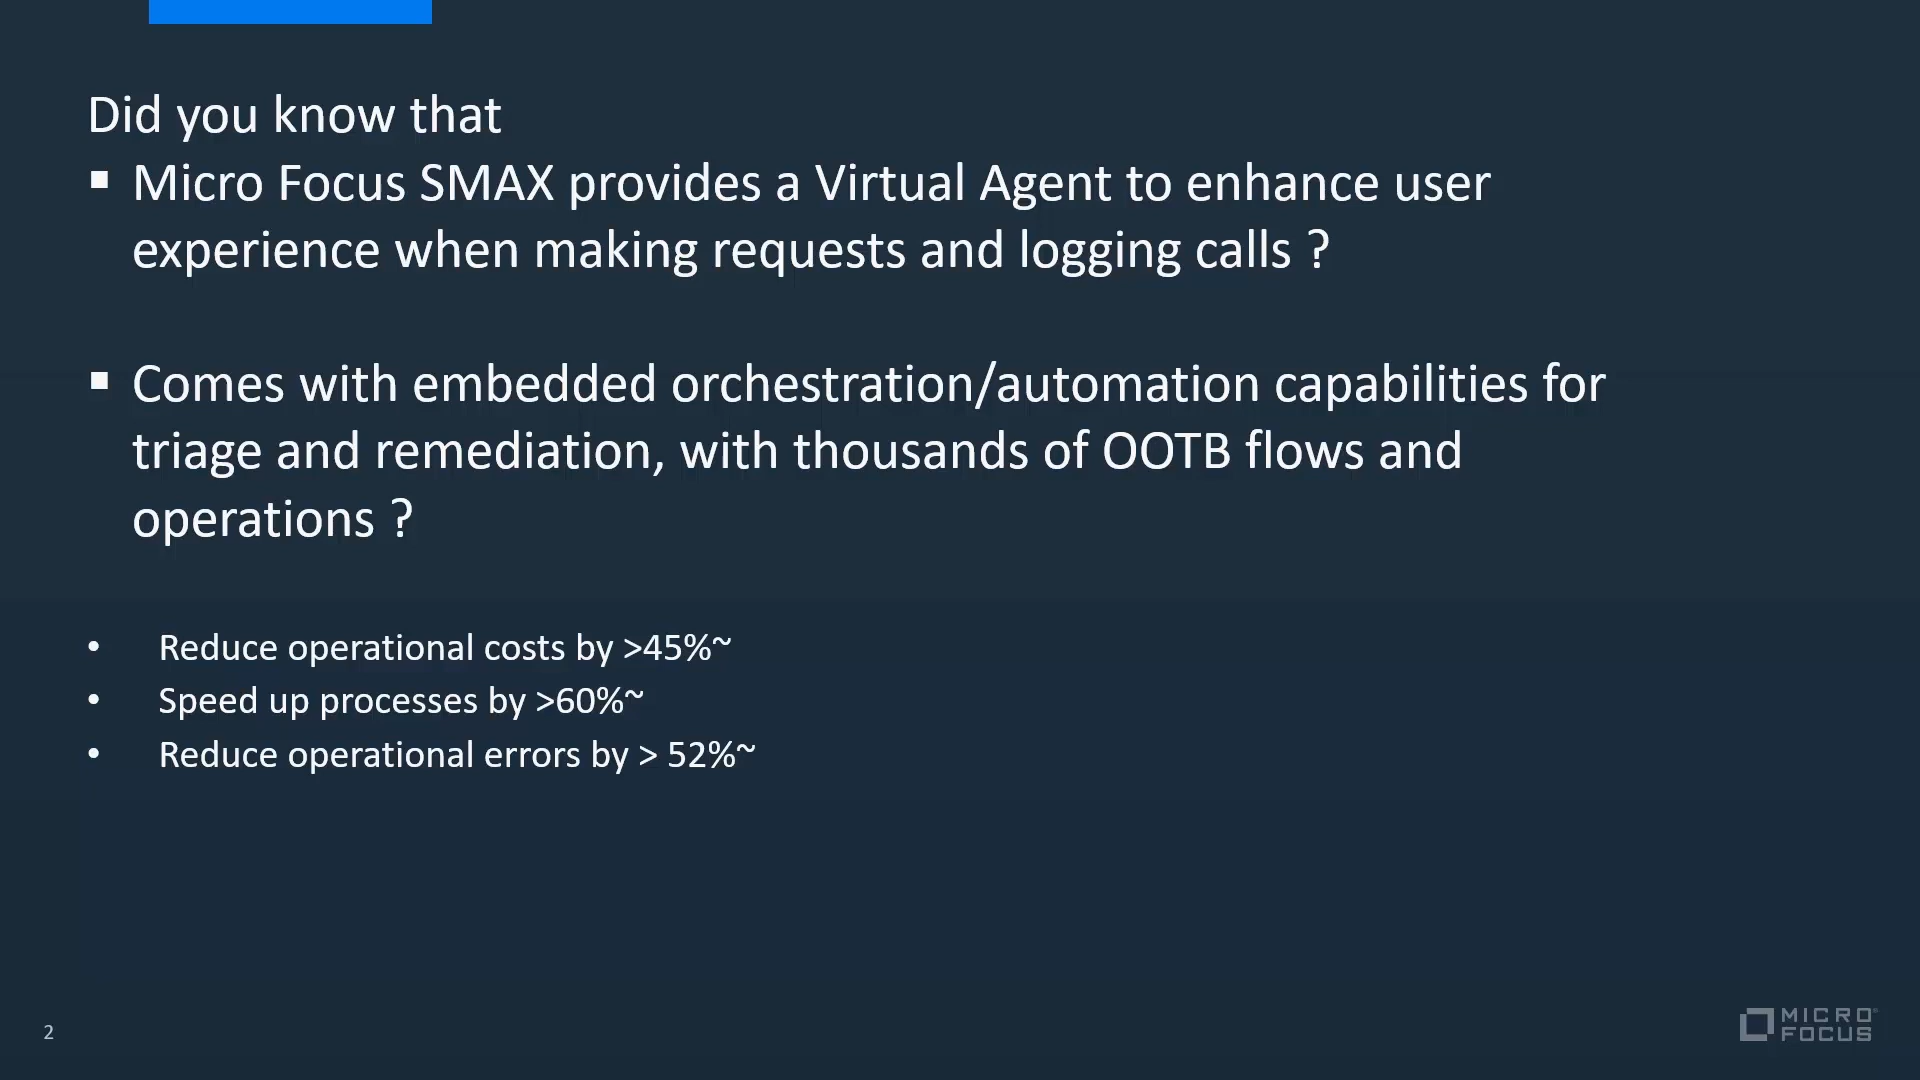 Did you know that
▪ Micro Focus SMAX provides a Virtual Agent to enhance user
experience when making requests and logging calls ?
▪ Comes with embedded orchestration/automation capabilities for
triage and remediation, with thousands of OOTB flows and
operations ?
• Reduce operational costs by >45%~
• Speed up processes by >60%~
• Reduce operational errors by > 52%~
2
MICRO
FOCUS